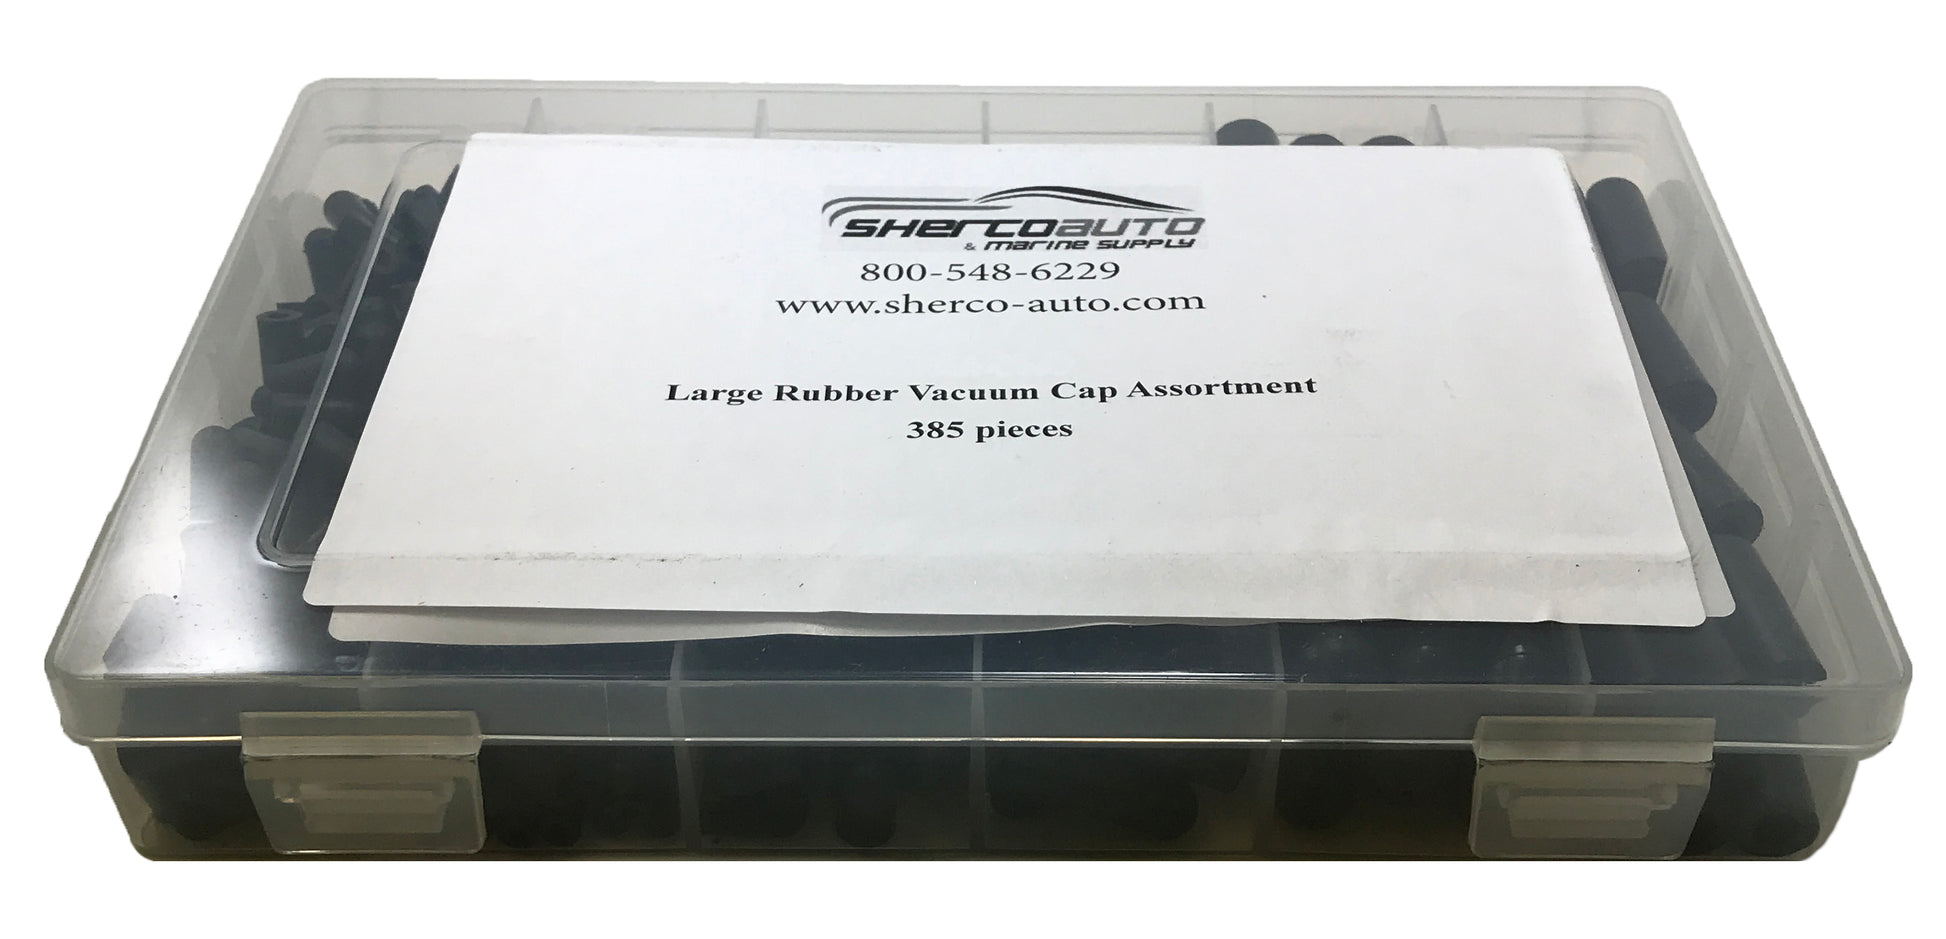 SHERCOAUTO
& MARINE SUPPLY
800-548-6229
www.sherco-auto.com
Large Rubber Vacuum Cap Assortment
385 pieces